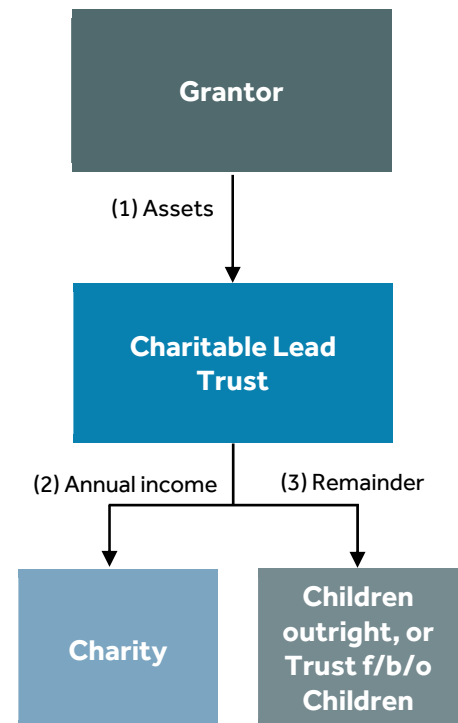 Grantor
(1) Assets
Charitable Lead
Trust
(2) Annual income
(3) Remainder
Charity
Children
outright, or
Trust f/b/o
Children